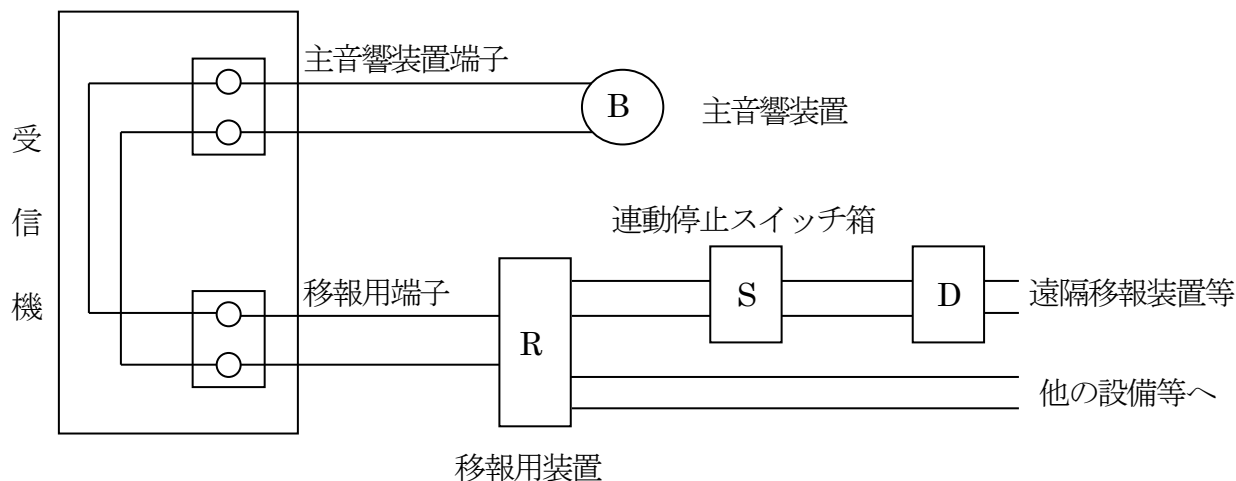 受信機
主音響装置端子
B
主音響装置
連動停止スイッチ箱
移報用端子
S
D
遠隔移報装置等
R
他の設備等へ
移報用装置